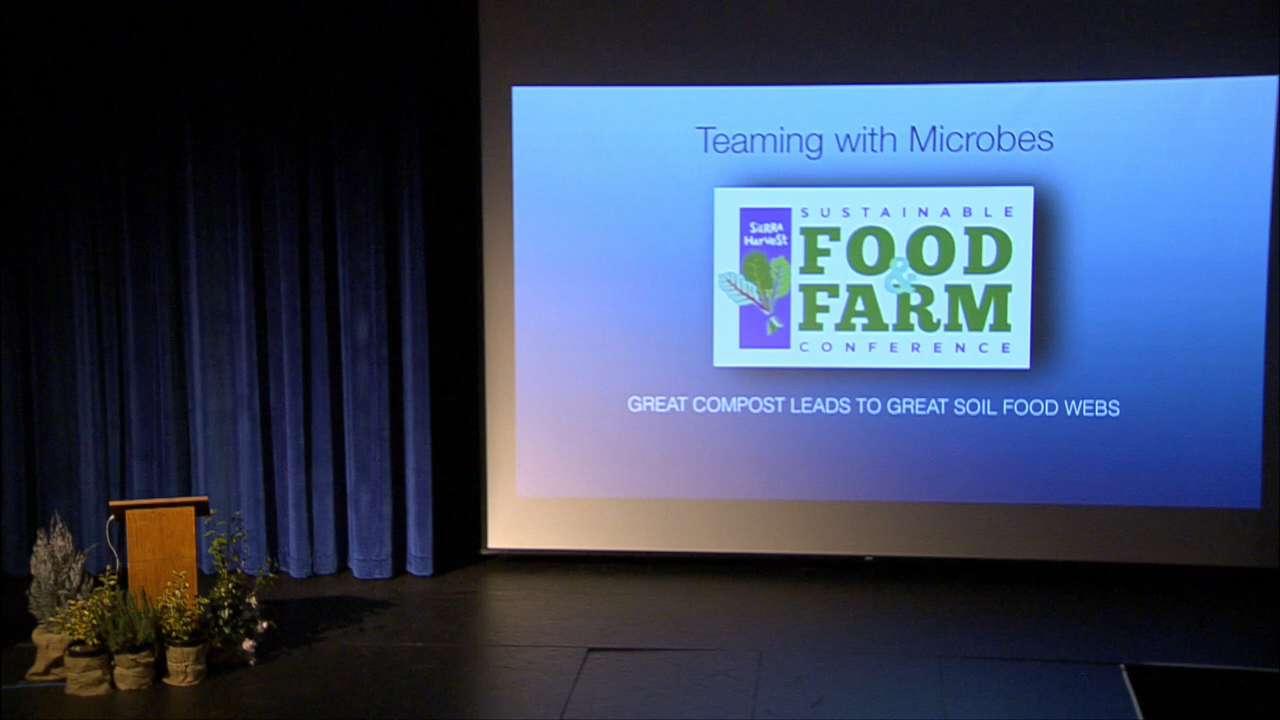 Teaming with Microbes
SiERRA
HarveSt
SUSTAINABLE
FOOD
&
FARM
CONFERENCE
GREAT COMPOST LEADS TO GREAT SOIL FOOD WEBS